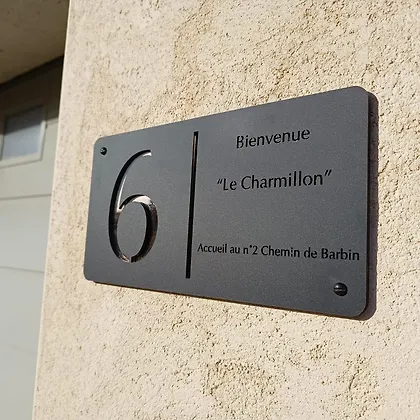 6
Bienvenue
“Le Charmillon”
Accueil au n°2 Chemin de Barbin